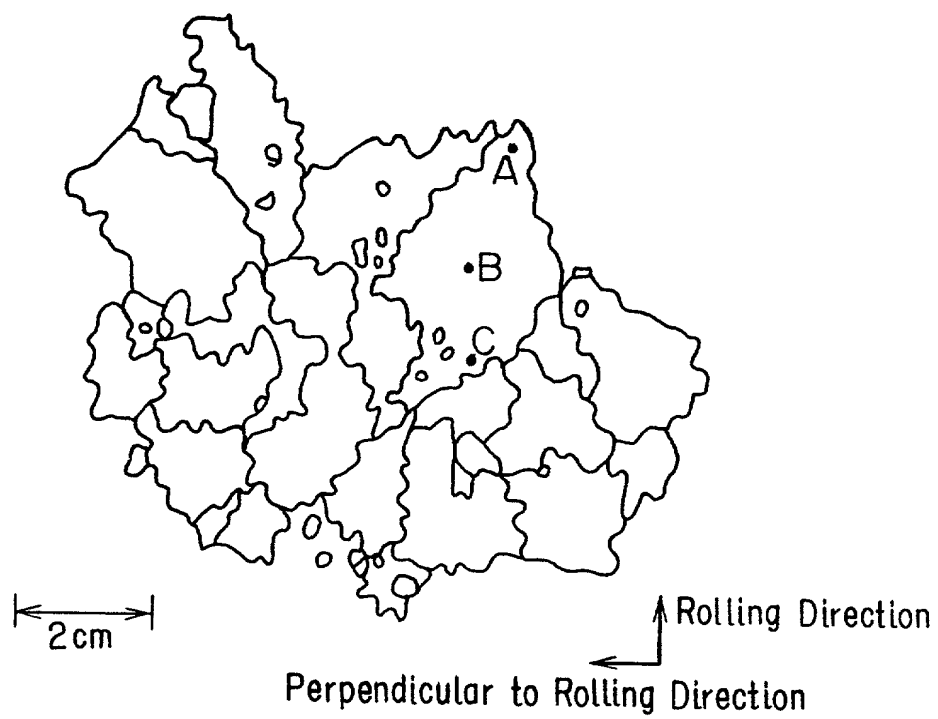 A
B
C
2cm
Rolling Direction
Perpendicular to Rolling Direction